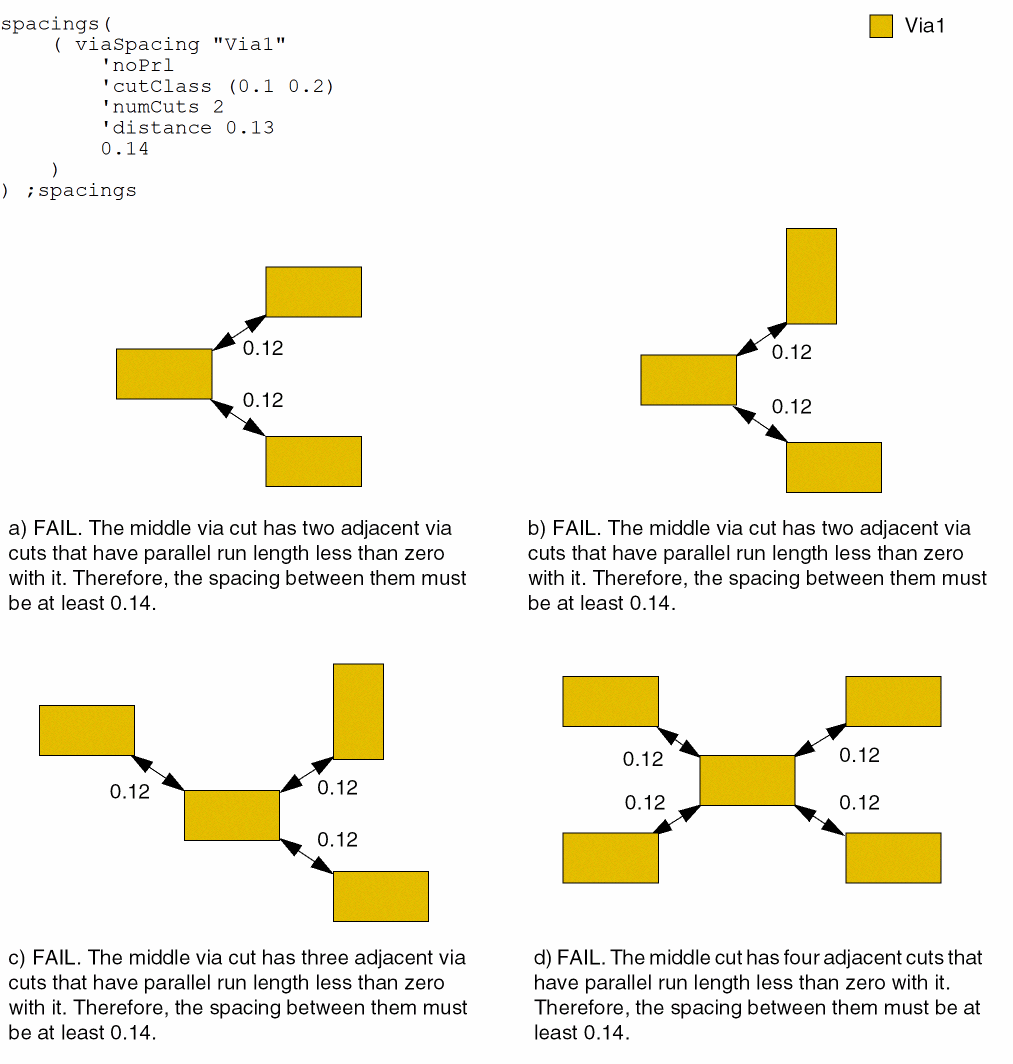 spacings(
( viaSpacing "Via1"
'noPrl
'cutClass (0.1 0.2)
'numCuts 2
'distance 0.13
0.14
)
) ;spacings
Via1
0.12
0.12
0.12
0.12
a) FAIL. The middle via cut has two adjacent via
cuts that have parallel run length less than zero
with it. Therefore, the spacing between them must
be at least 0.14.
b) FAIL. The middle via cut has two adjacent via
cuts that have parallel run length less than zero
with it. Therefore, the spacing between them must
be at least 0.14.
0.12
0.12
0.12
0.12
0.12
0.12
0.12
c) FAIL. The middle via cut has three adjacent via
cuts that have parallel run length less than zero
with it. Therefore, the spacing between them must
be at least 0.14.
d) FAIL. The middle cut has four adjacent cuts that
have parallel run length less than zero with it.
Therefore, the spacing between them must be at
least 0.14.